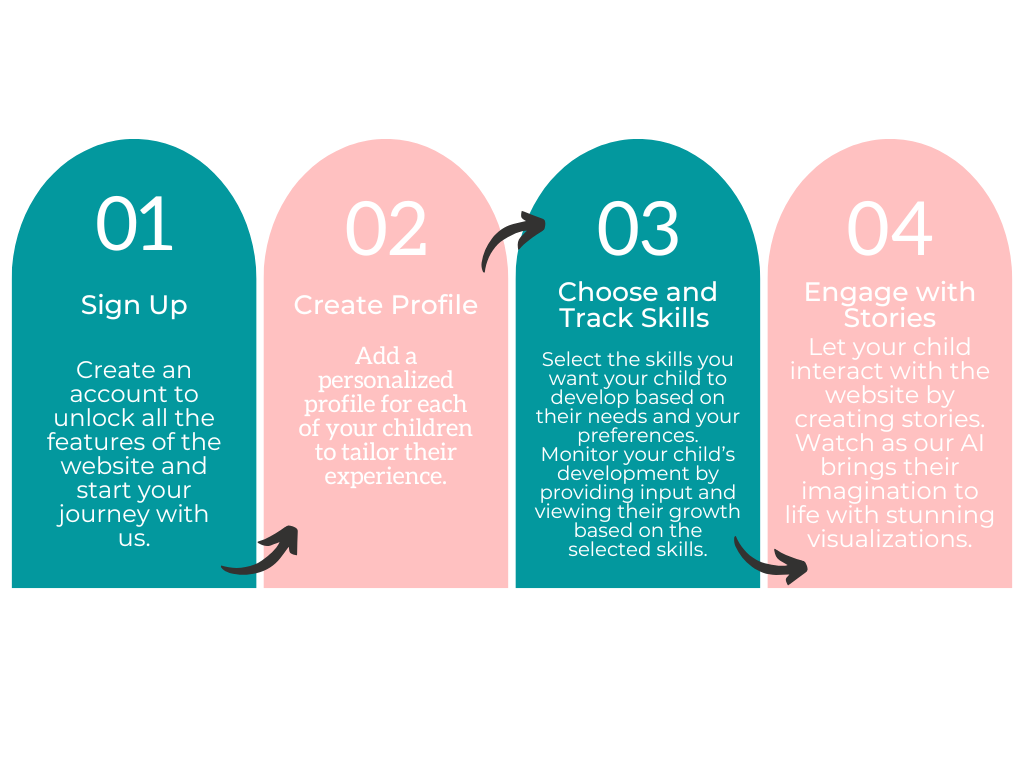 01
Sign Up
Create an
account to
unlock all the
features of the
website and
start your
journey with
us.
02
Create Profile
Add a
personalized
profile for each
of your children
to tailor their
experience.
03
Choose and
Track Skills
Select the skills you
want your child to
develop based on
their needs and your
preferences.
Monitor your child's
development by
providing input and
viewing their growth
based on the
selected skills.
04
Engage with
Stories
Let your child
interact with the
website by
creating stories.
Watch as our AI
brings their
imagination to
life with stunning
visualizations.